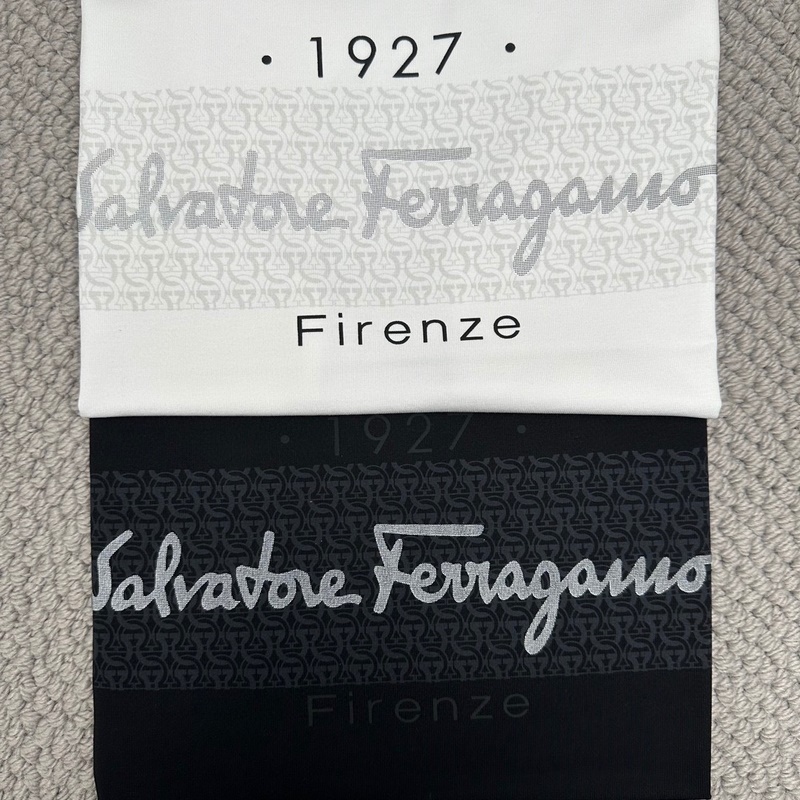 • 1927 •
Salvatore Ferragamo
Firenze
• 1927 •
Salvatore Ferragamo
Firenze